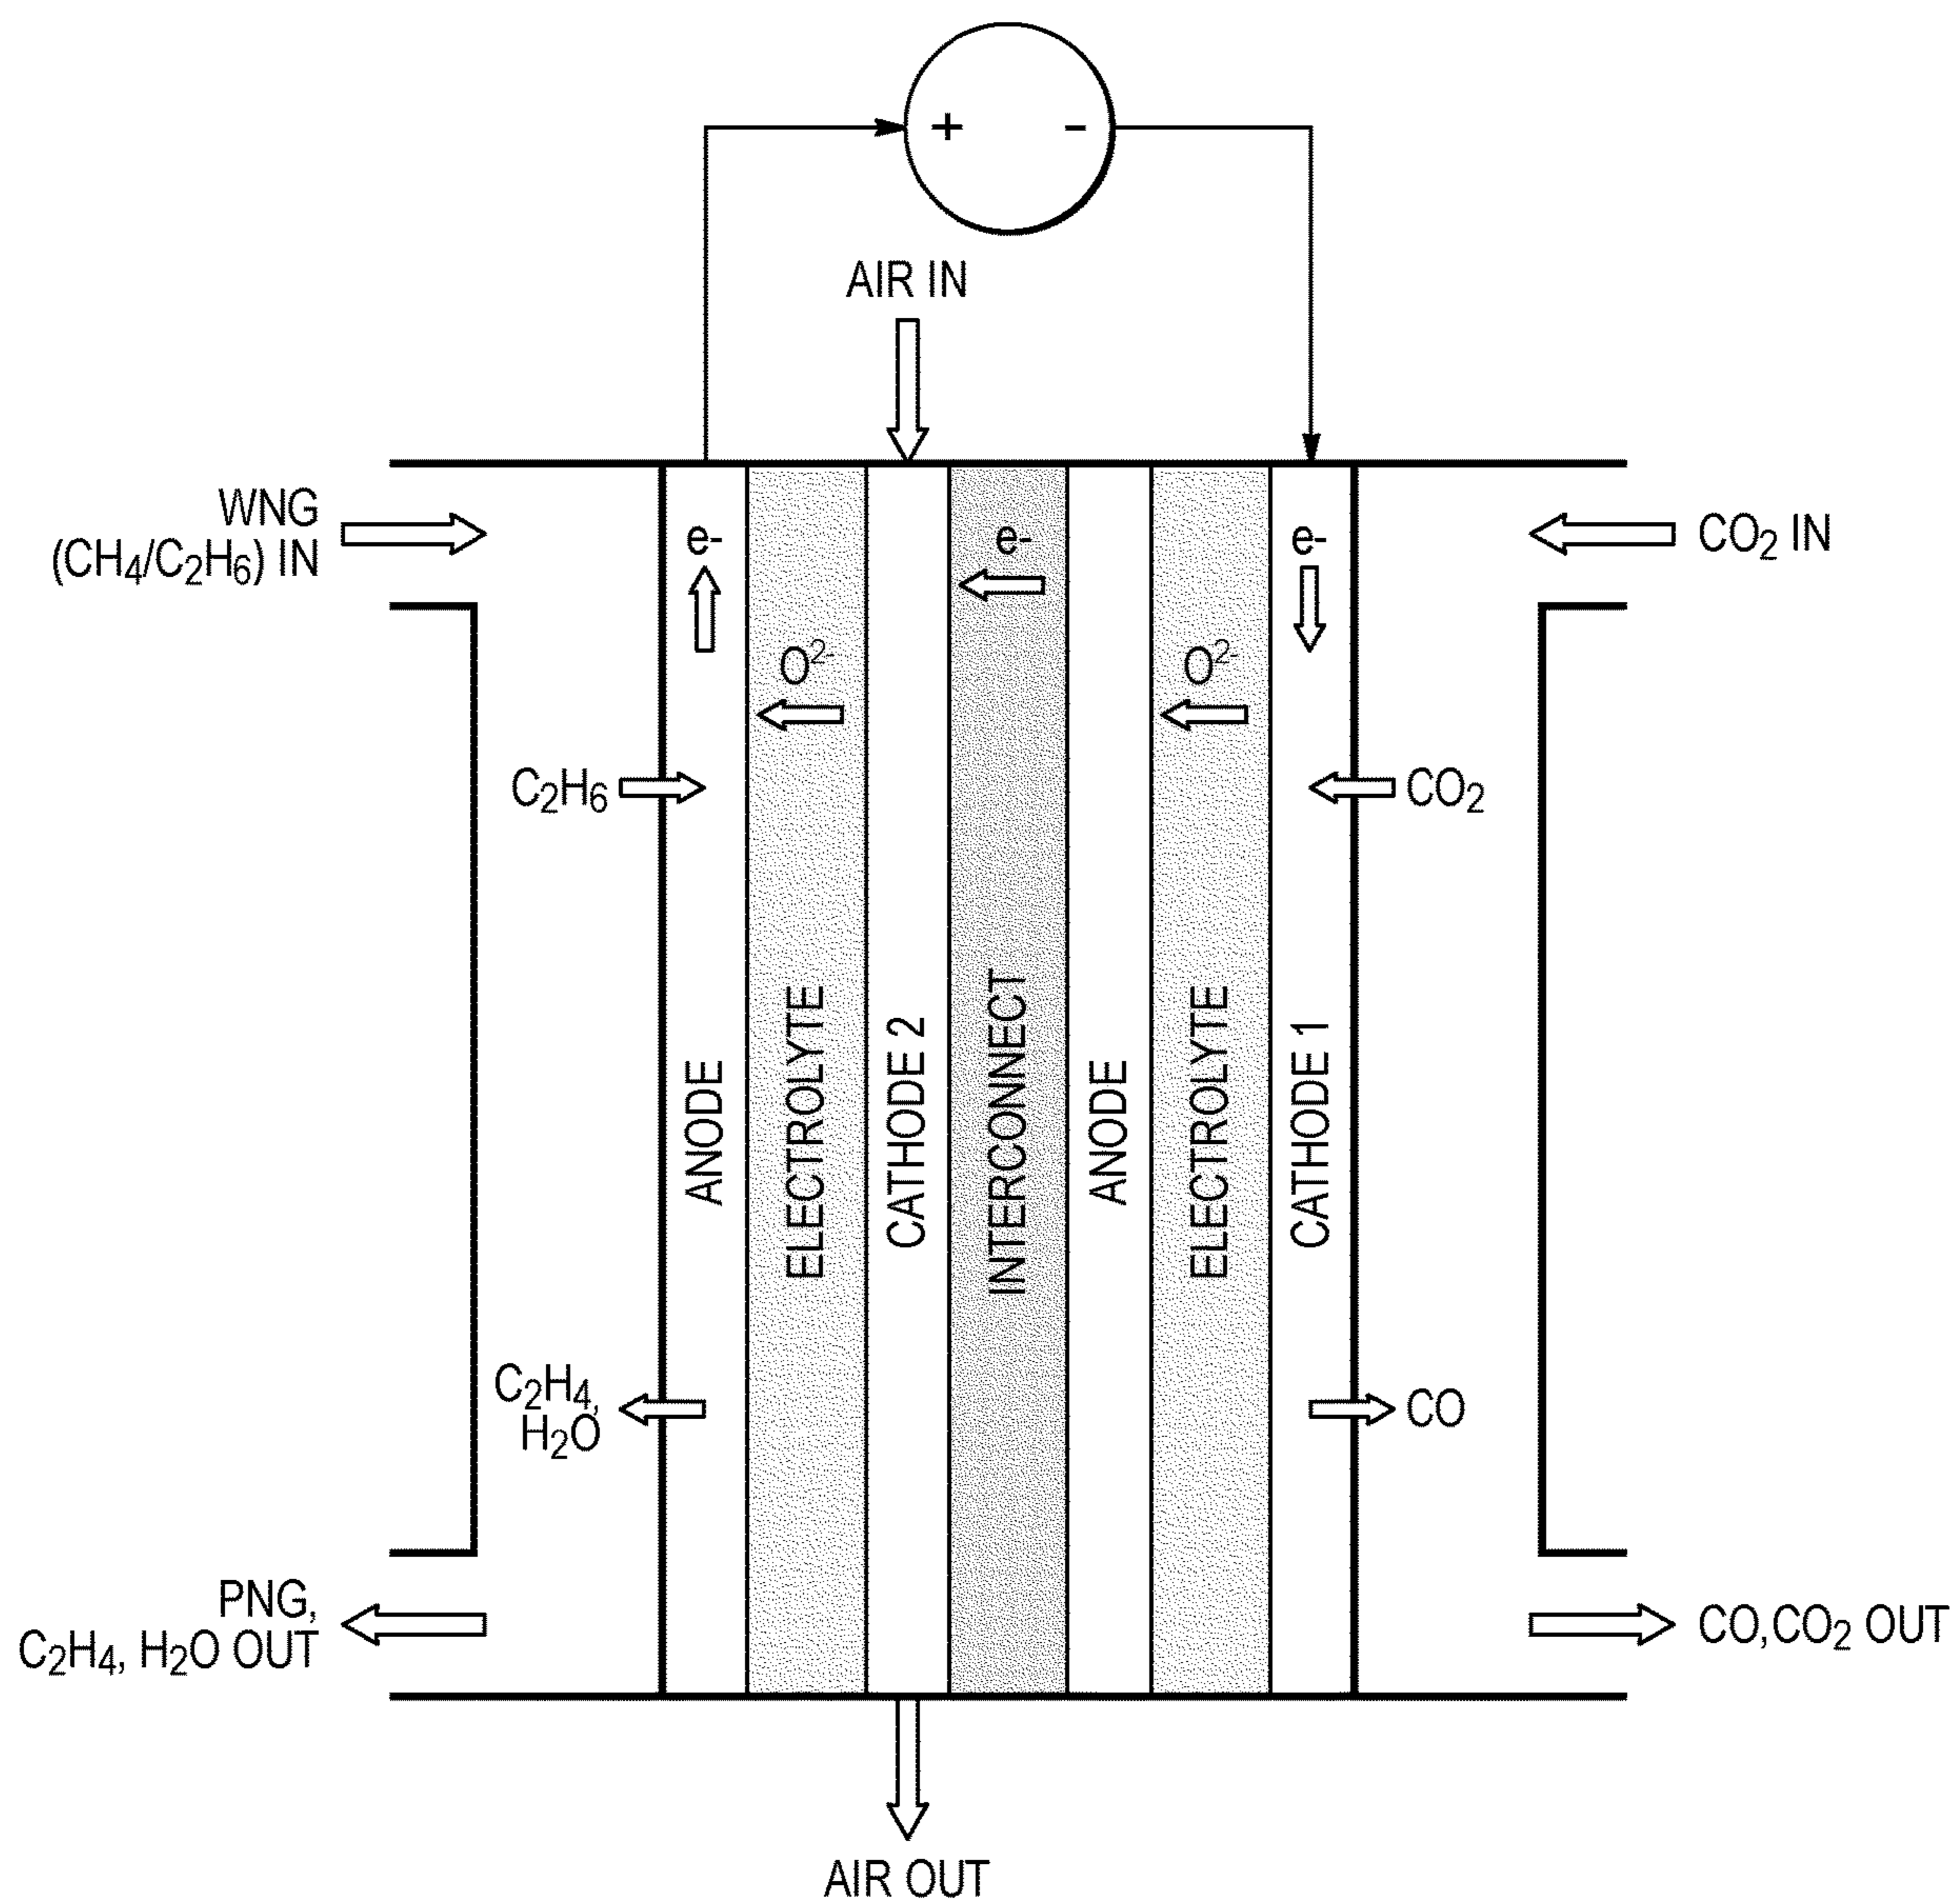 + -
AIR IN
WNG
(CH4/C2H6) IN
e-
e-
e-
CO2 IN
O2-
O2-
C2H6
CO2
ANODE
ELECTROLYTE
CATHODE 2
INTERCONNECT
ANODE
ELECTROLYTE
CATHODE 1
C2H4,
H2O
CO
PNG,
C2H4, H2O OUT
CO,CO2 OUT
AIR OUT